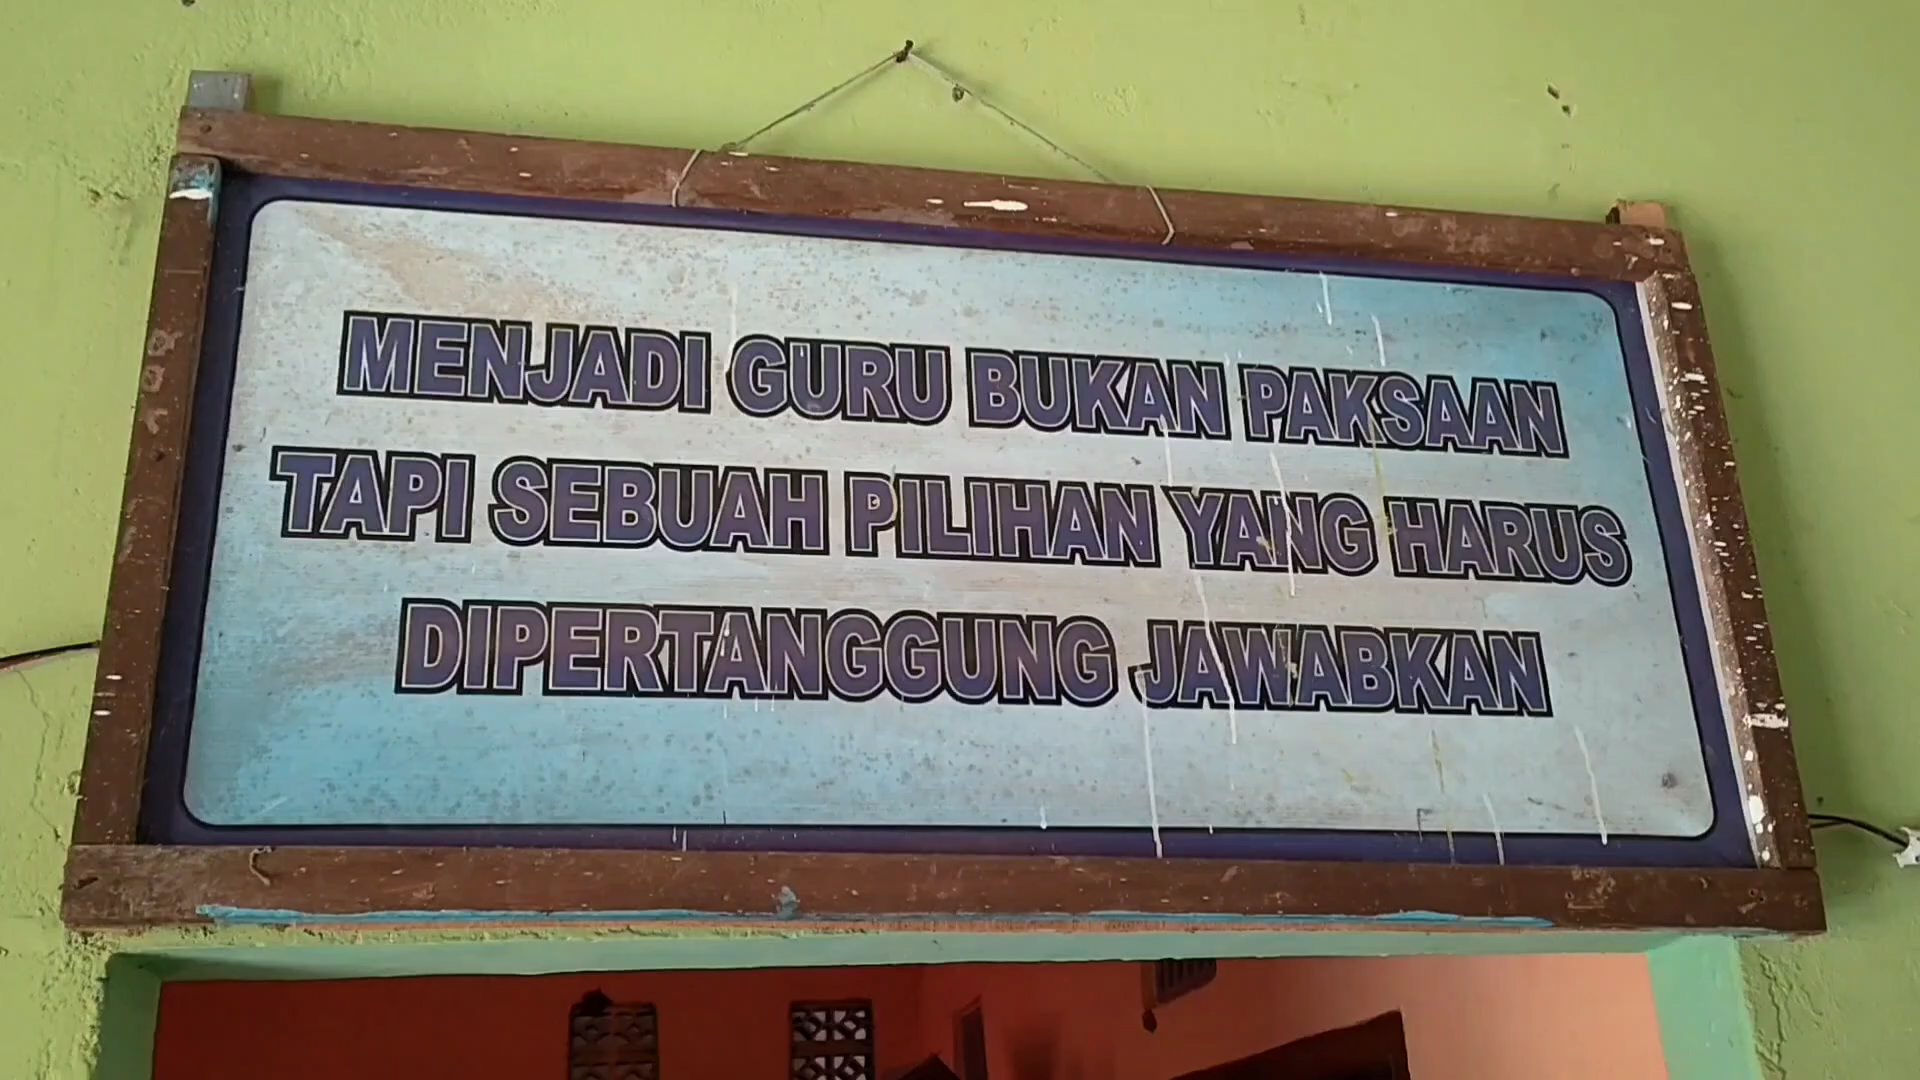 MENJADI GURU BUKAN PAKSAAN
TAPI SEBUAH PILIHAN YANG HARUS
DIPERTANGGUNG JAWABKAN